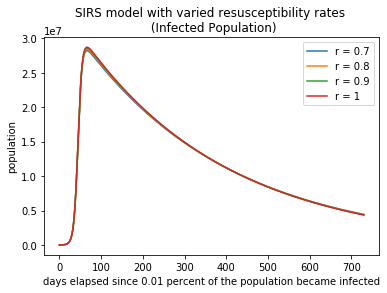 SIRS model with varied resusceptibility rates
(Infected Population)
1e7
3.0
2.5
2.0
1.5
1.0
0.5
0.0
population
r = 0.7
r = 0.8
r = 0.9
r = 1
0 100 200 300 400 500 600 700
days elapsed since 0.01 percent of the population became infected